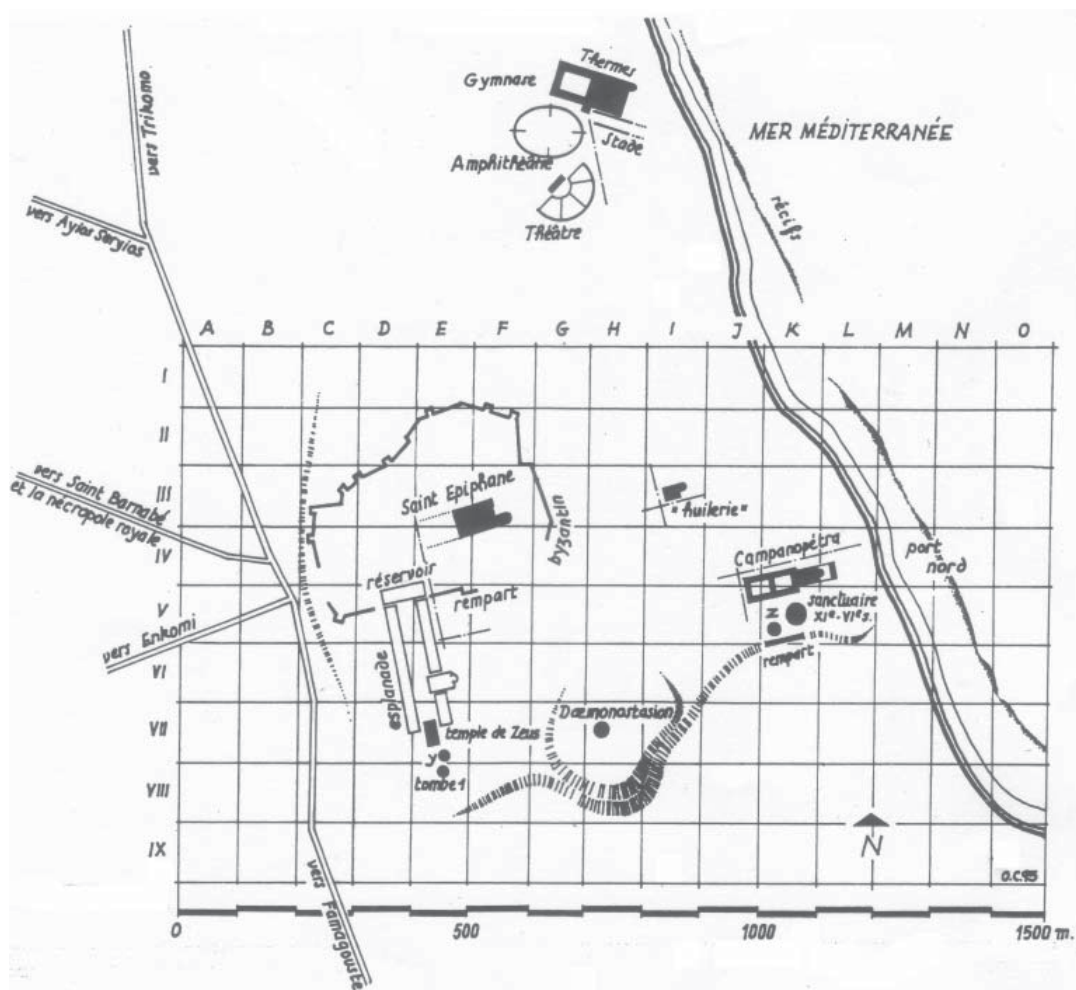 Thermes
Gymnase
Stade
Amphithéâtre
Théâtre
MER MÉDITERRANÉE
récifs
vers Trikomo
vers Ayios Seryios
A B C D E F G H I J K L M N O
I
II
III
IV
V
VI
VII
VIII
IX
vers Saint Barnabé
et la nécropole royale
vers Enkomi
vers Famagouste
Saint Epiphane
byzantin
réservoir
rempart
esplanade
temple de Zeus
y
tombe 1
Dæmonostasion
"huilerie"
Campanopétra
Z
sanctuaire
XIe-VIes.
rempart
port
nord
N
O.C.95
0 500 1000 1500 m.